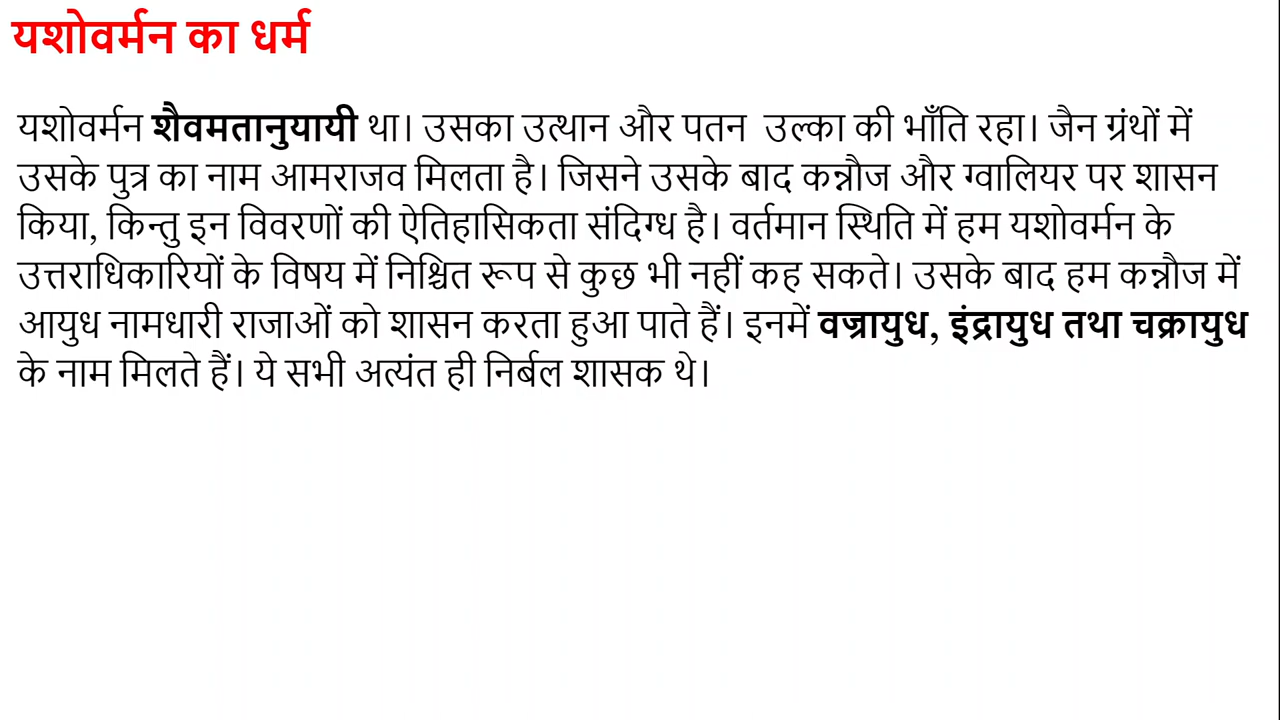 यशोवर्मन का धर्म
यशोवर्मन शैवमतानुयायी था। उसका उत्थान और पतन उल्का की भाँति रहा। जैन ग्रंथों में
उसके पुत्र का नाम आमराजव मिलता है। जिसने उसके बाद कन्नौज और ग्वालियर पर शासन
किया, किन्तु इन विवरणों की ऐतिहासिकता संदिग्ध है। वर्तमान स्थिति में हम यशोवर्मन के
उत्तराधिकारियों के विषय में निश्चित रूप से कुछ भी नहीं कह सकते। उसके बाद हम कन्नौज में
आयुध नामधारी राजाओं को शासन करता हुआ पाते हैं। इनमें वज्रायुध, इंद्रायुध तथा चक्रायुध
के नाम मिलते हैं। ये सभी अत्यंत ही निर्बल शासक थे।